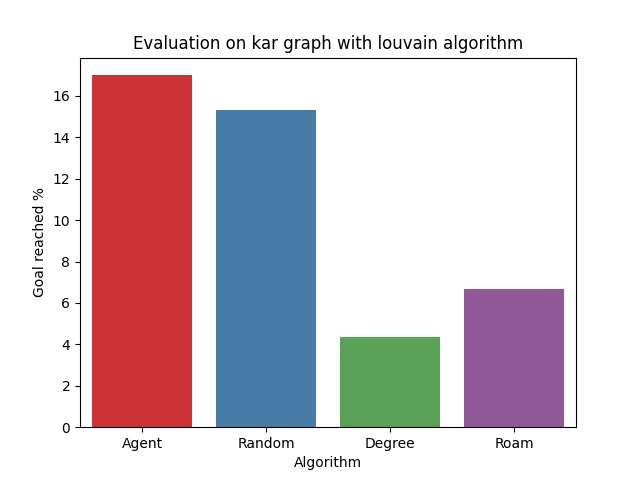 Evaluation on kar graph with louvain algorithm
Goal reached %
16
14
12
10
8
6
4
2
0
Agent
Random
Degree
Roam
Algorithm